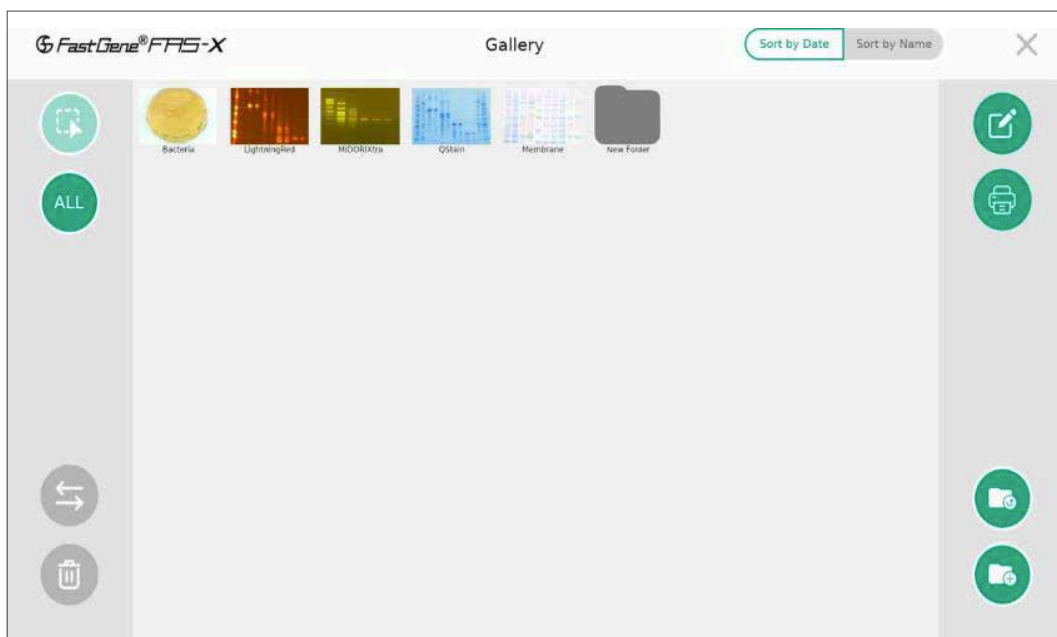 FastGene® FAS-X
Gallery
Sort by Date
Sort by Name
ALL
Bacteria
LightningRed
MIDORIXtra
QStain
Membrane
New Folder